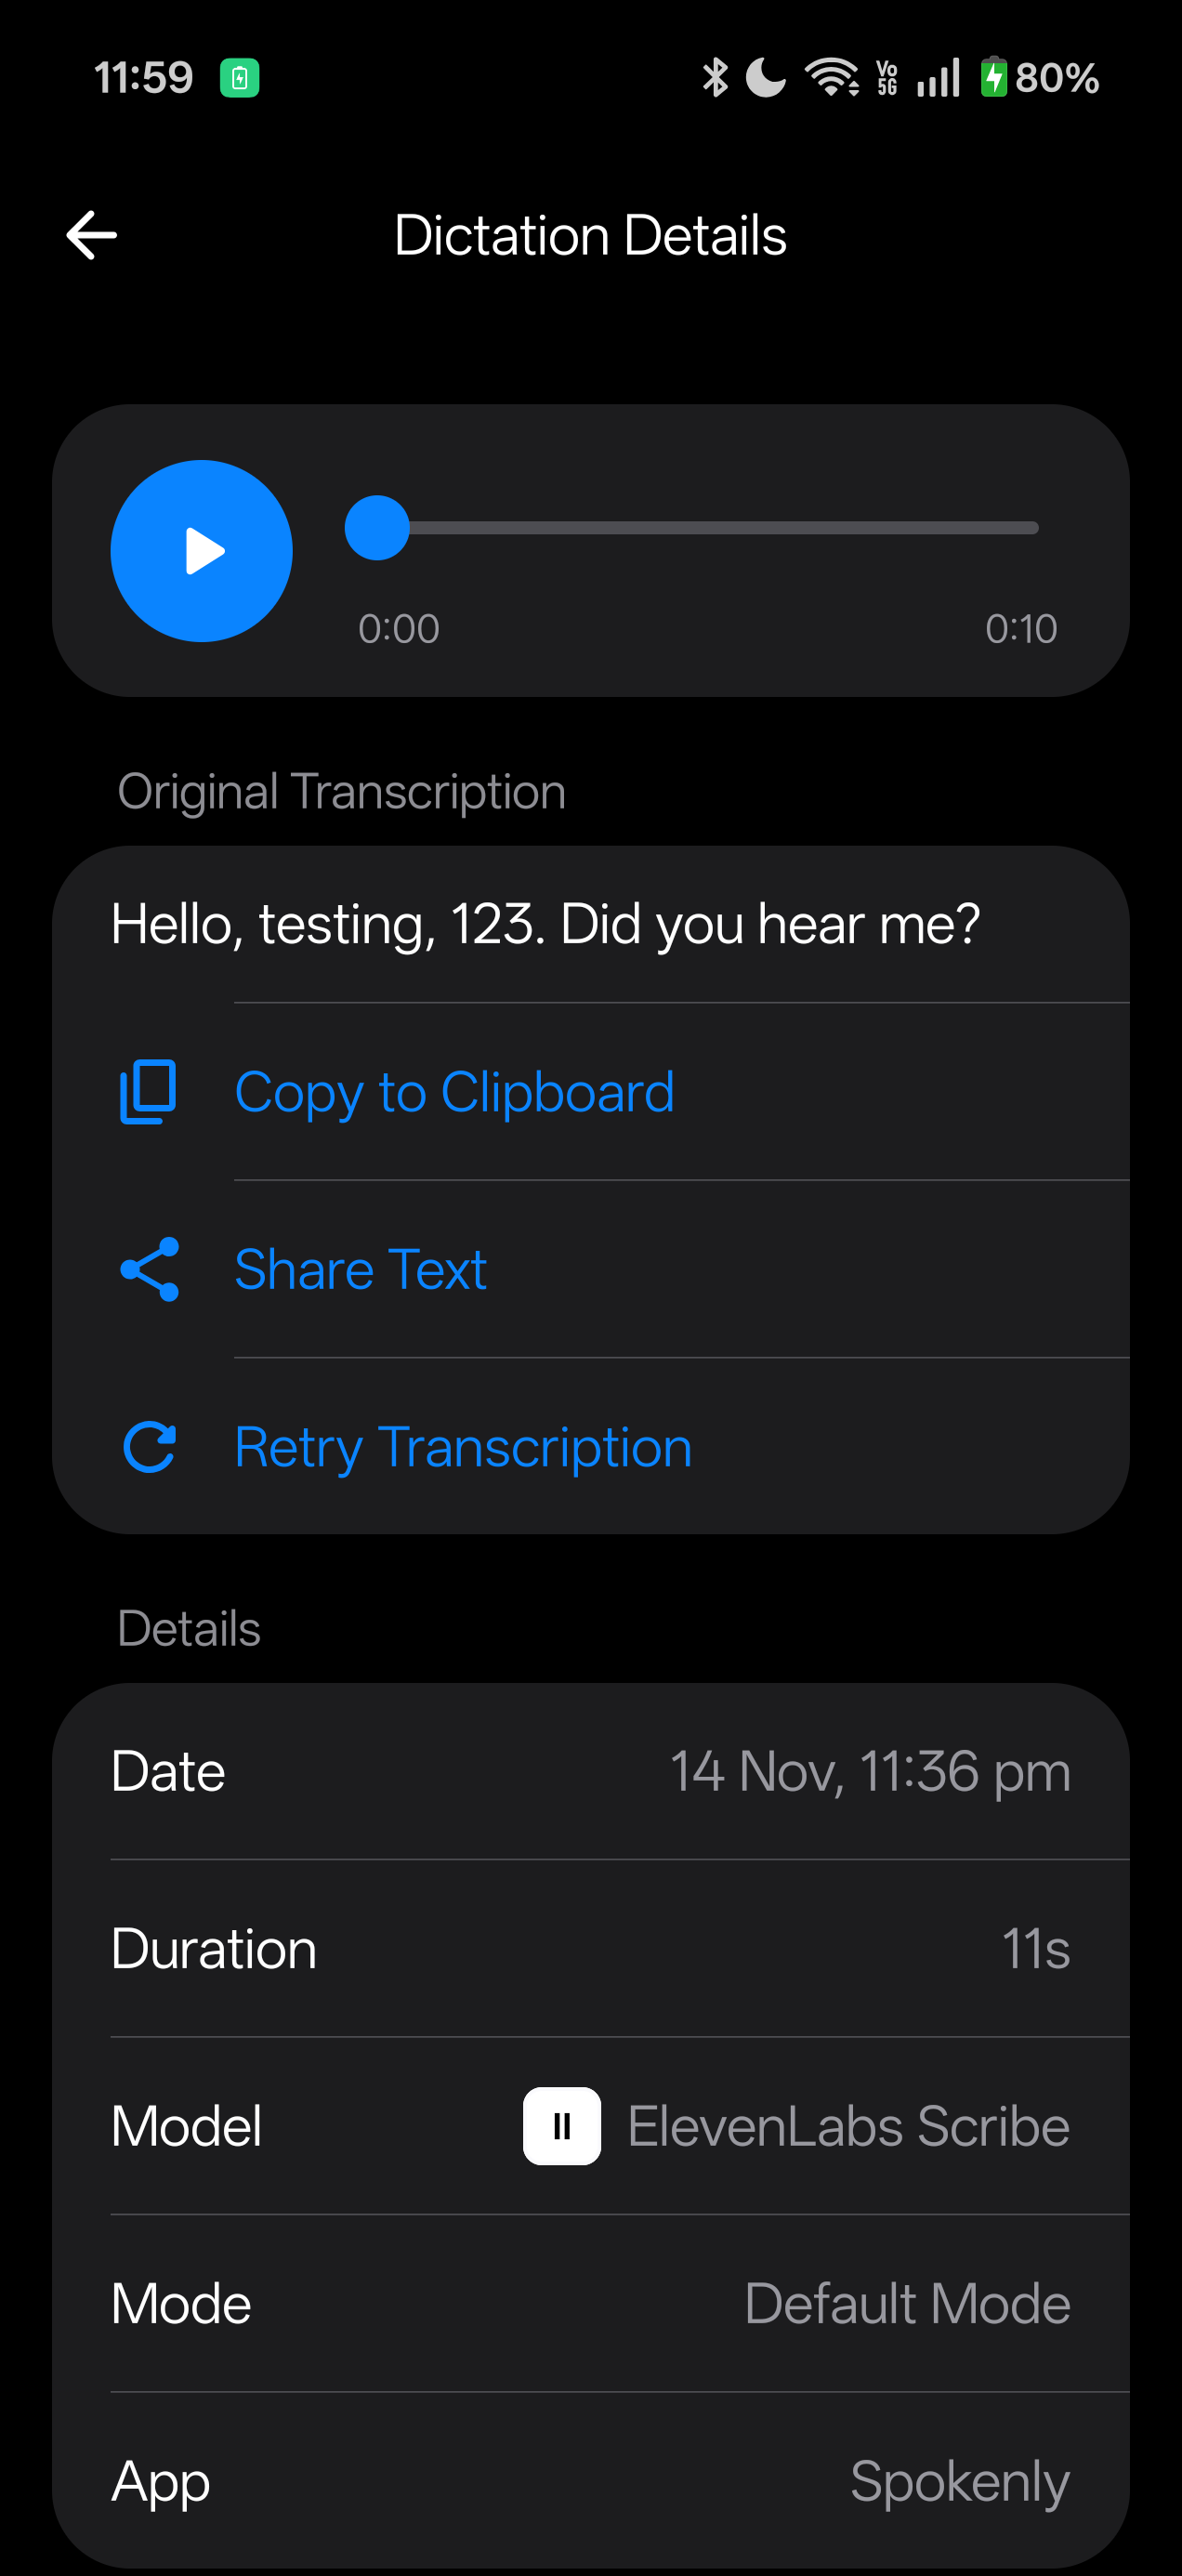 11:59 Vo 5G 80%
Dictation Details
0:00 0:10
Original Transcription
Hello, testing, 123. Did you hear me?
Copy to Clipboard
Share Text
Retry Transcription
Details
Date 14 Nov, 11:36 pm
Duration 11s
Model ElevenLabs Scribe
Mode Default Mode
App Spokenly